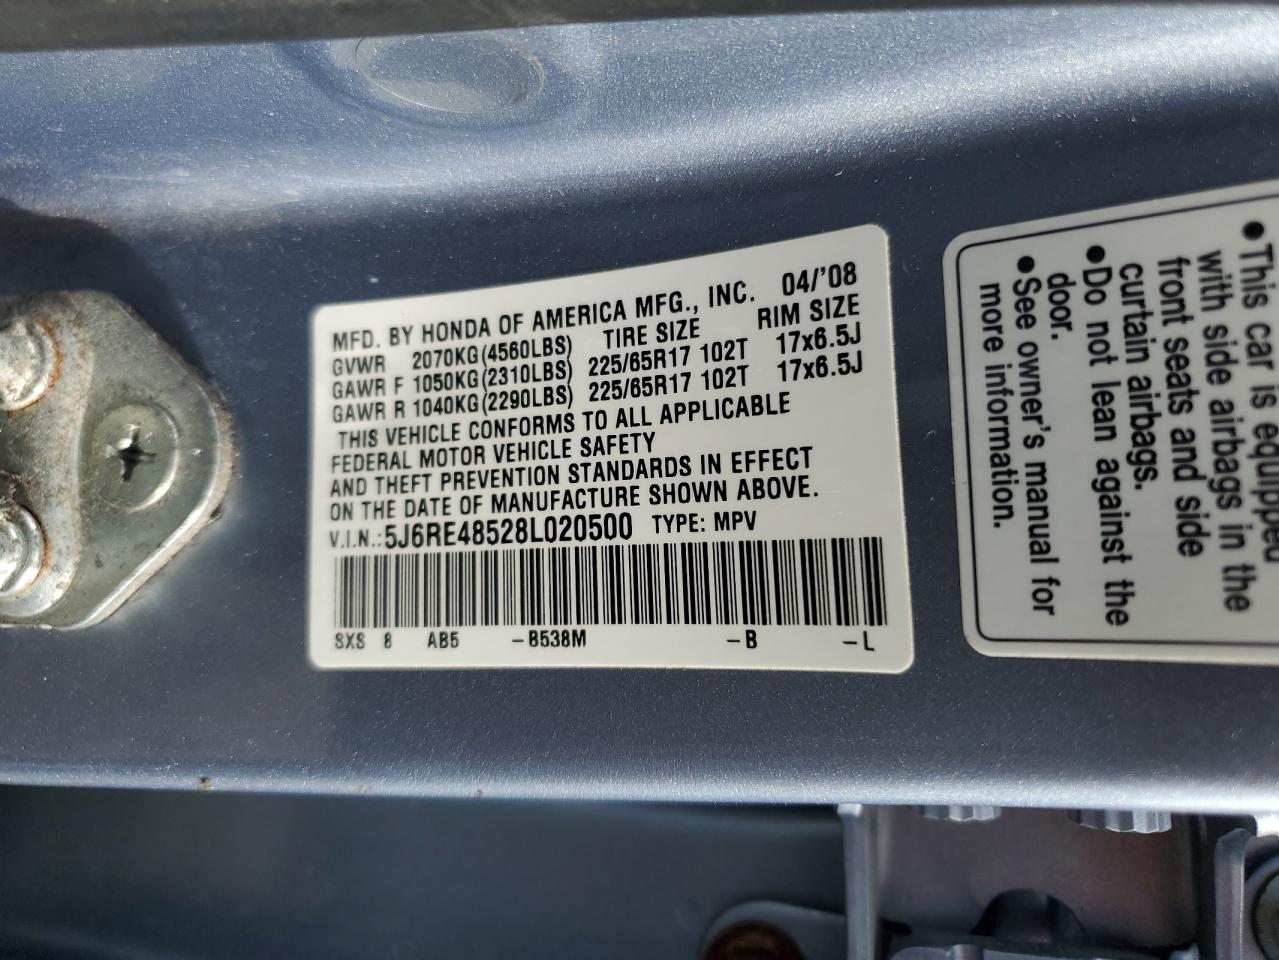 MFD. BY HONDA OF AMERICA MFG., INC. 04/'08
GVWR 2070KG(4560LBS) TIRE SIZE RIM SIZE
GAWR F 1050KG(2310LBS) 225/65R17 102T 17x6.5J
GAWR R 1040KG(2290LBS) 225/65R17 102T 17x6.5J
THIS VEHICLE CONFORMS TO ALL APPLICABLE
FEDERAL MOTOR VEHICLE SAFETY
AND THEFT PREVENTION STANDARDS IN EFFECT
ON THE DATE OF MANUFACTURE SHOWN ABOVE.
V.I.N.: 5J6RE48528L020500 TYPE: MPV
SXS 8 AB5 -B538M -B -L
•This car is equipped
with side airbags in the
front seats and side
curtain airbags.
•Do not lean against the
door.
•See owner's manual for
more information.